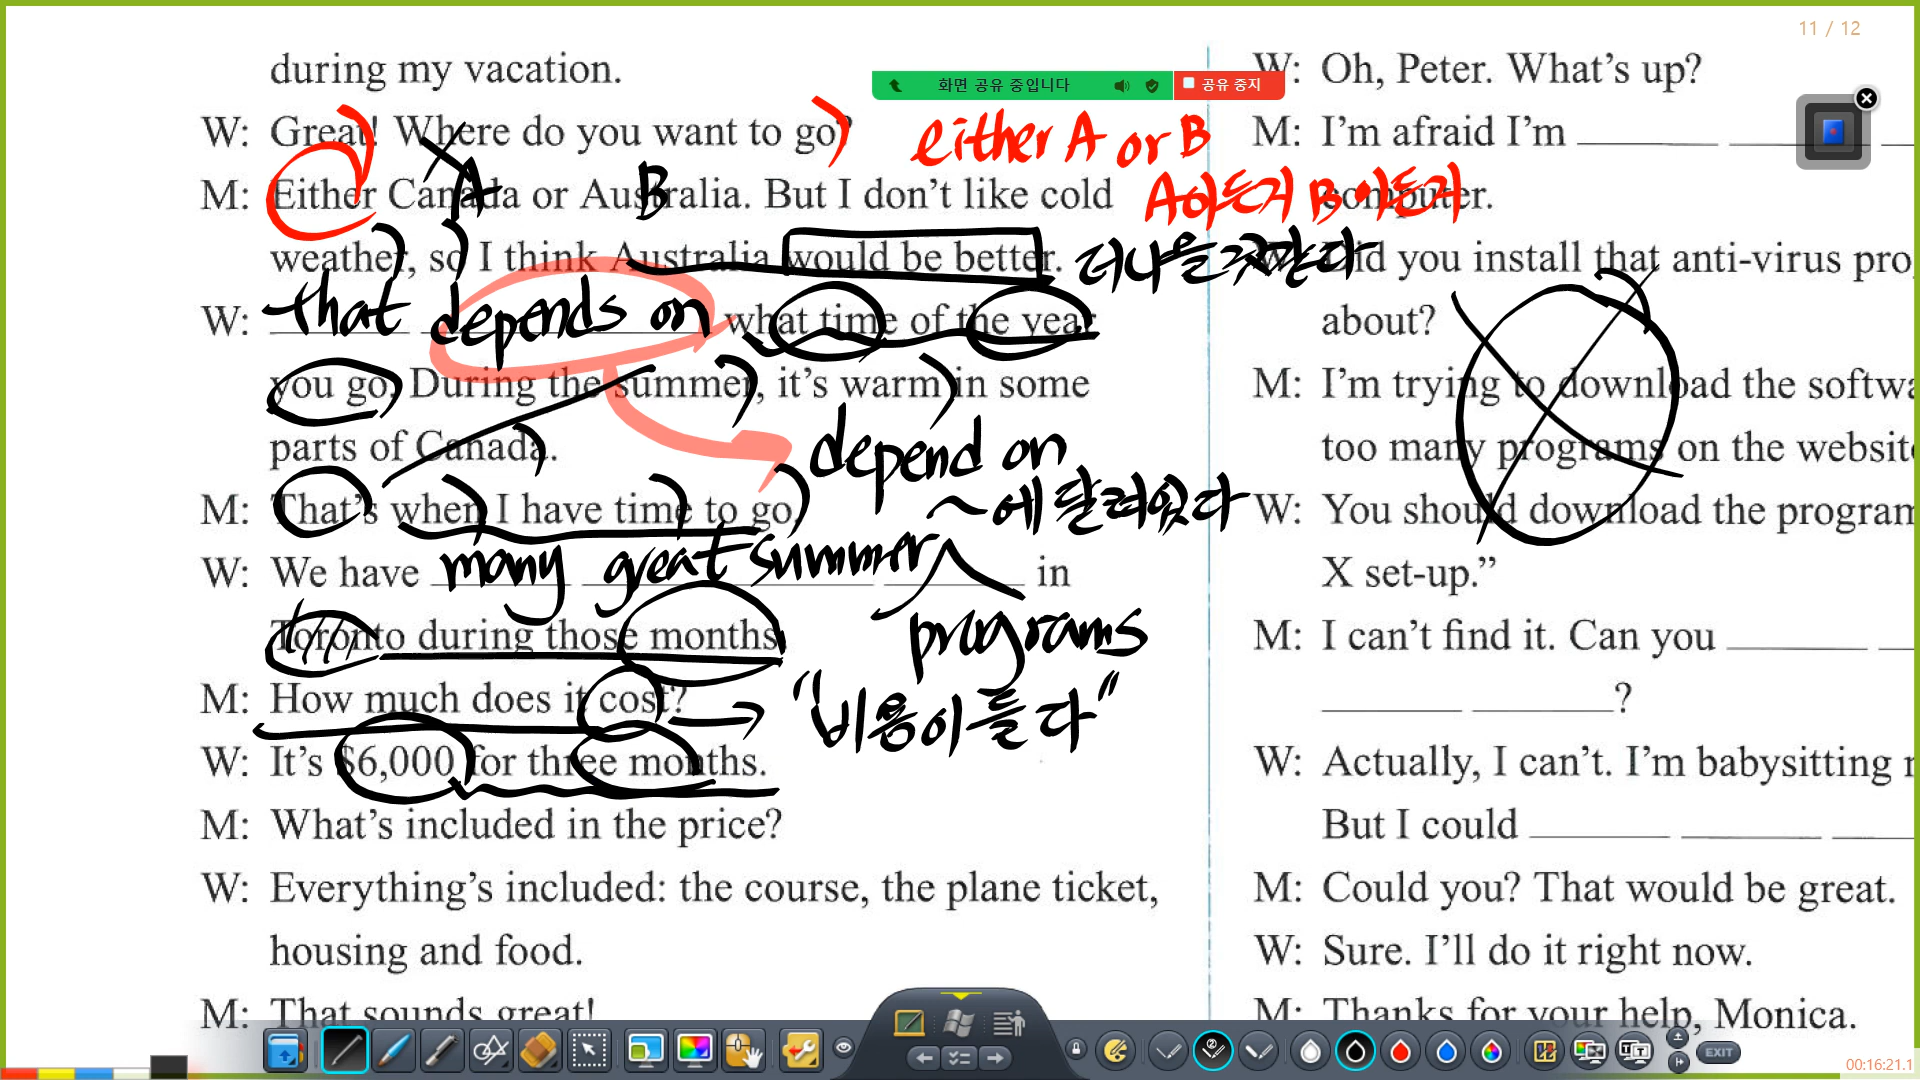 11 / 12
during my vacation.
화면 공유 중입니다
공유 중지
W: Great! Where do you want to go?
either A or B
A B
M: Either Canada or Australia. But I don't like cold
A이든지 B이든지
weather, so I think Australia would be better.
더 나을 것 같다
W: that depends on what time of the year
you go. During the summer, it's warm in some
parts of Canada.
depend on
~에 달려있다
M: That's when I have time to go.
W: We have many great summer programs in
Toronto during those months.
M: How much does it cost?
"비용이 들다"
W: It's $6,000 for three months.
M: What's included in the price?
W: Everything's included: the course, the plane ticket,
housing and food.
M: That sounds great!
W: Oh, Peter. What's up?
M: I'm afraid I'm
computer.
W: Did you install that anti-virus pro
about?
M: I'm trying to download the softwa
too many programs on the website
W: You should download the program
X set-up."
M: I can't find it. Can you
?
W: Actually, I can't. I'm babysitting
But I could
M: Could you? That would be great.
W: Sure. I'll do it right now.
M: Thanks for your help, Monica.
EXIT
00:16:21.1